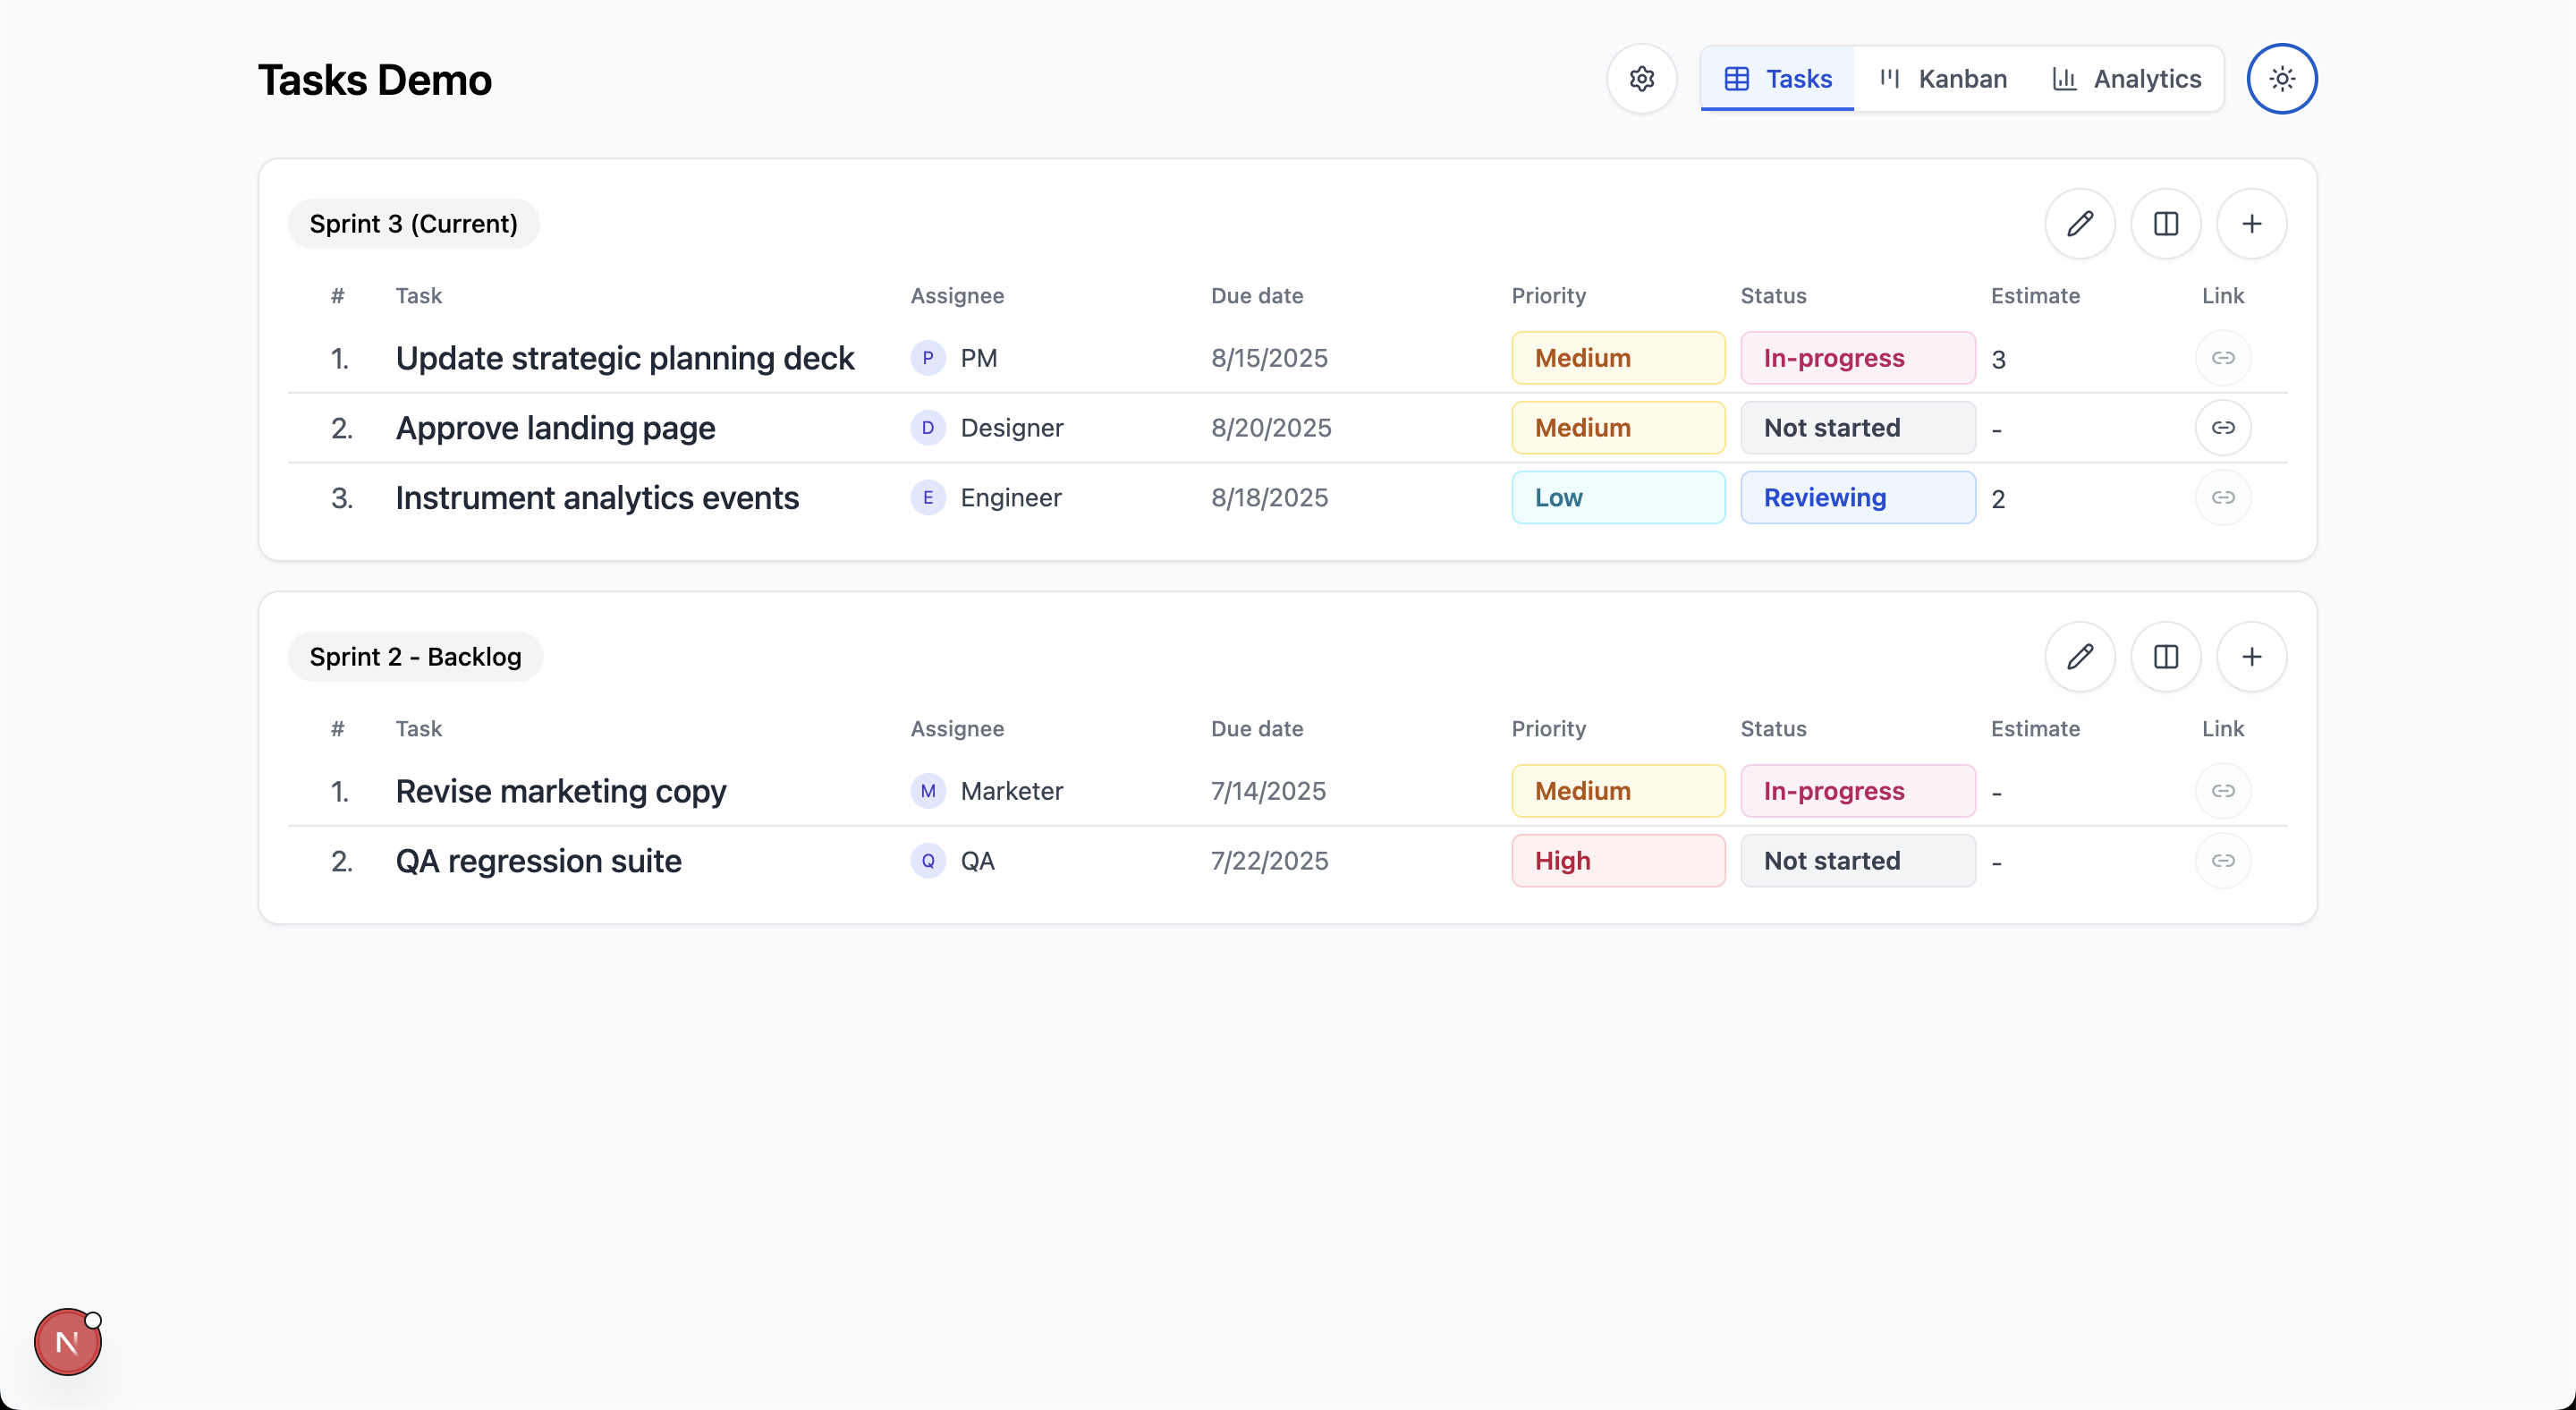 Tasks Demo
Tasks Kanban Analytics
Sprint 3 (Current)
# Task Assignee Due date Priority Status Estimate Link
1. Update strategic planning deck P PM 8/15/2025 Medium In-progress 3
2. Approve landing page D Designer 8/20/2025 Medium Not started -
3. Instrument analytics events E Engineer 8/18/2025 Low Reviewing 2
Sprint 2 - Backlog
# Task Assignee Due date Priority Status Estimate Link
1. Revise marketing copy M Marketer 7/14/2025 Medium In-progress -
2. QA regression suite Q QA 7/22/2025 High Not started -
N